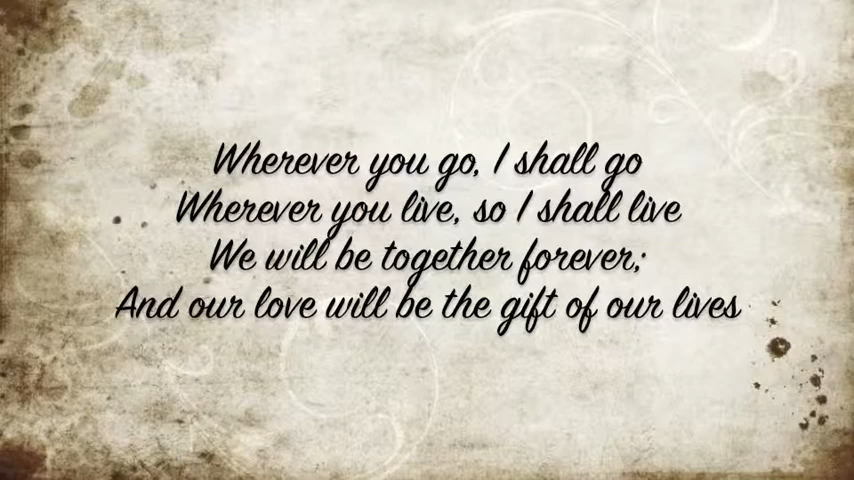 Wherever you go, I shall go
Wherever you live, so I shall live
We will be together forever;
And our love will be the gift of our lives